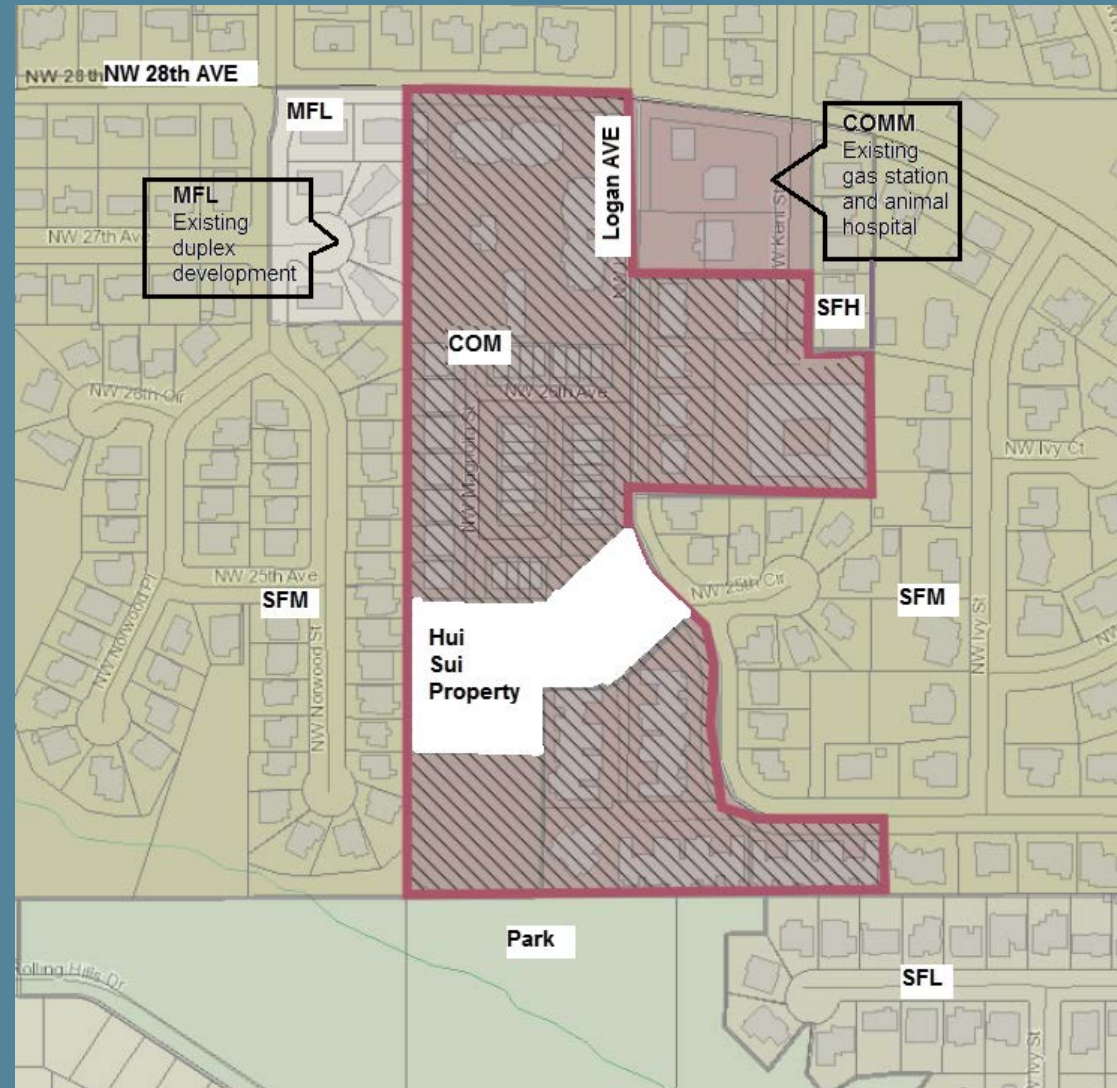 NW 28th
NW 28th AVE
MFL
COMM
Existing
gas station
and animal
hospital
Logan AVE
MFL
Existing
duplex
development
NW 27th Ave
SFH
COM
NW 26th Cir
NW 26th Ave
NW Magnolia St
NW Ivy Ct
NW 25th Ave
SFM
NW 25th Cir
SFM
NW Norwood Pl
NW Norwood St
NW Ivy St
Hui
Sui
Property
Park
Rolling Hills Dr
SFL